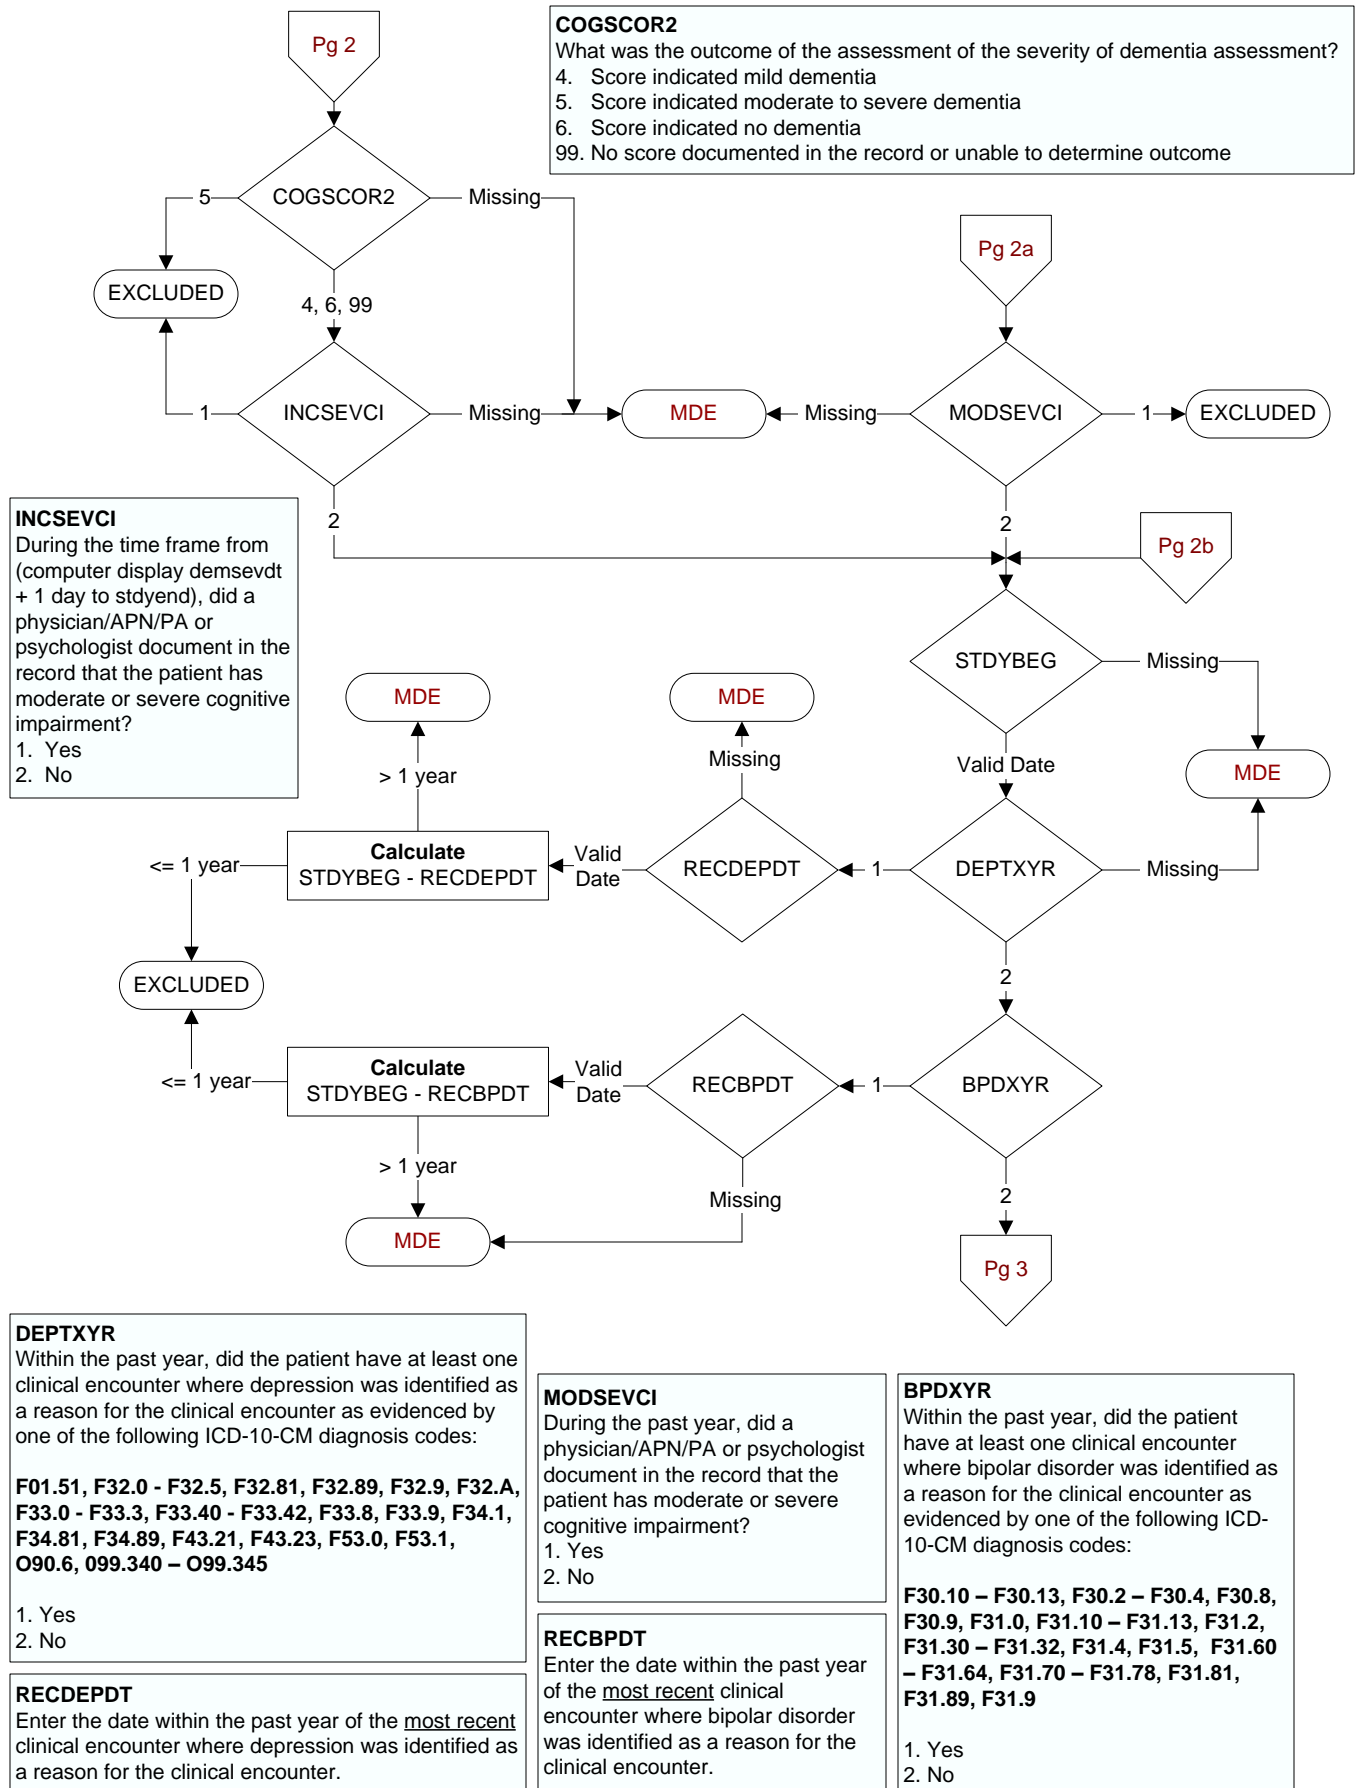 Pg 2
COGSCOR2
What was the outcome of the assessment of the severity of dementia assessment?
4. Score indicated mild dementia
5. Score indicated moderate to severe dementia
6. Score indicated no dementia
99. No score documented in the record or unable to determine outcome
5
COGSCOR2
Missing
Pg 2a
EXCLUDED
4, 6, 99
1
INCSEVCI
Missing
MDE
Missing
MODSEVCI
1
EXCLUDED
2
2
INCSEVCI
During the time frame from
(computer display demsevdt
+ 1 day to stdyend), did a
physician/APN/PA or
psychologist document in the
record that the patient has
moderate or severe cognitive
impairment?
1. Yes
2. No
Pg 2b
STDYBEG
Missing
MDE
MDE
Missing
Valid Date
MDE
> 1 year
<= 1 year
Calculate
STDYBEG - RECDEPDT
Valid
Date
RECDEPDT
1
DEPTXYR
Missing
EXCLUDED
2
<= 1 year
Calculate
STDYBEG - RECBPDT
Valid
Date
RECBPDT
1
BPDXYR
> 1 year
Missing
2
MDE
Pg 3
DEPTXYR
Within the past year, did the patient have at least one
clinical encounter where depression was identified as
a reason for the clinical encounter as evidenced by
one of the following ICD-10-CM diagnosis codes:
F01.51, F32.0 - F32.5, F32.81, F32.89, F32.9, F32.A,
F33.0 - F33.3, F33.40 - F33.42, F33.8, F33.9, F34.1,
F34.81, F34.89, F43.21, F43.23, F53.0, F53.1,
O90.6, 099.340 – O99.345
1. Yes
2. No
RECDEPDT
Enter the date within the past year of the most recent
clinical encounter where depression was identified as
a reason for the clinical encounter.
MODSEVCI
During the past year, did a
physician/APN/PA or psychologist
document in the record that the
patient has moderate or severe
cognitive impairment?
1. Yes
2. No
RECBPDT
Enter the date within the past year
of the most recent clinical
encounter where bipolar disorder
was identified as a reason for the
clinical encounter.
BPDXYR
Within the past year, did the patient
have at least one clinical encounter
where bipolar disorder was identified as
a reason for the clinical encounter as
evidenced by one of the following ICD-
10-CM diagnosis codes:
F30.10 – F30.13, F30.2 – F30.4, F30.8,
F30.9, F31.0, F31.10 – F31.13, F31.2,
F31.30 – F31.32, F31.4, F31.5, F31.60
– F31.64, F31.70 – F31.78, F31.81,
F31.89, F31.9
1. Yes
2. No